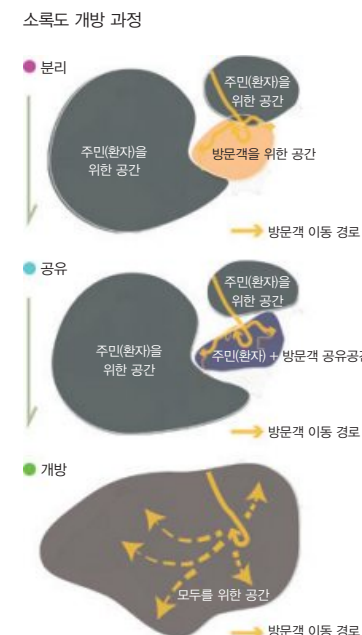 소록도 개방 과정
분리
주민(환자)을
위한 공간
주민(환자)을
위한 공간
방문객을 위한 공간
방문객 이동 경로
공유
주민(환자)을
위한 공간
주민(환자)을
위한 공간
주민(환자) + 방문객 공유공간
방문객 이동 경로
개방
모두를 위한 공간
방문객 이동 경로